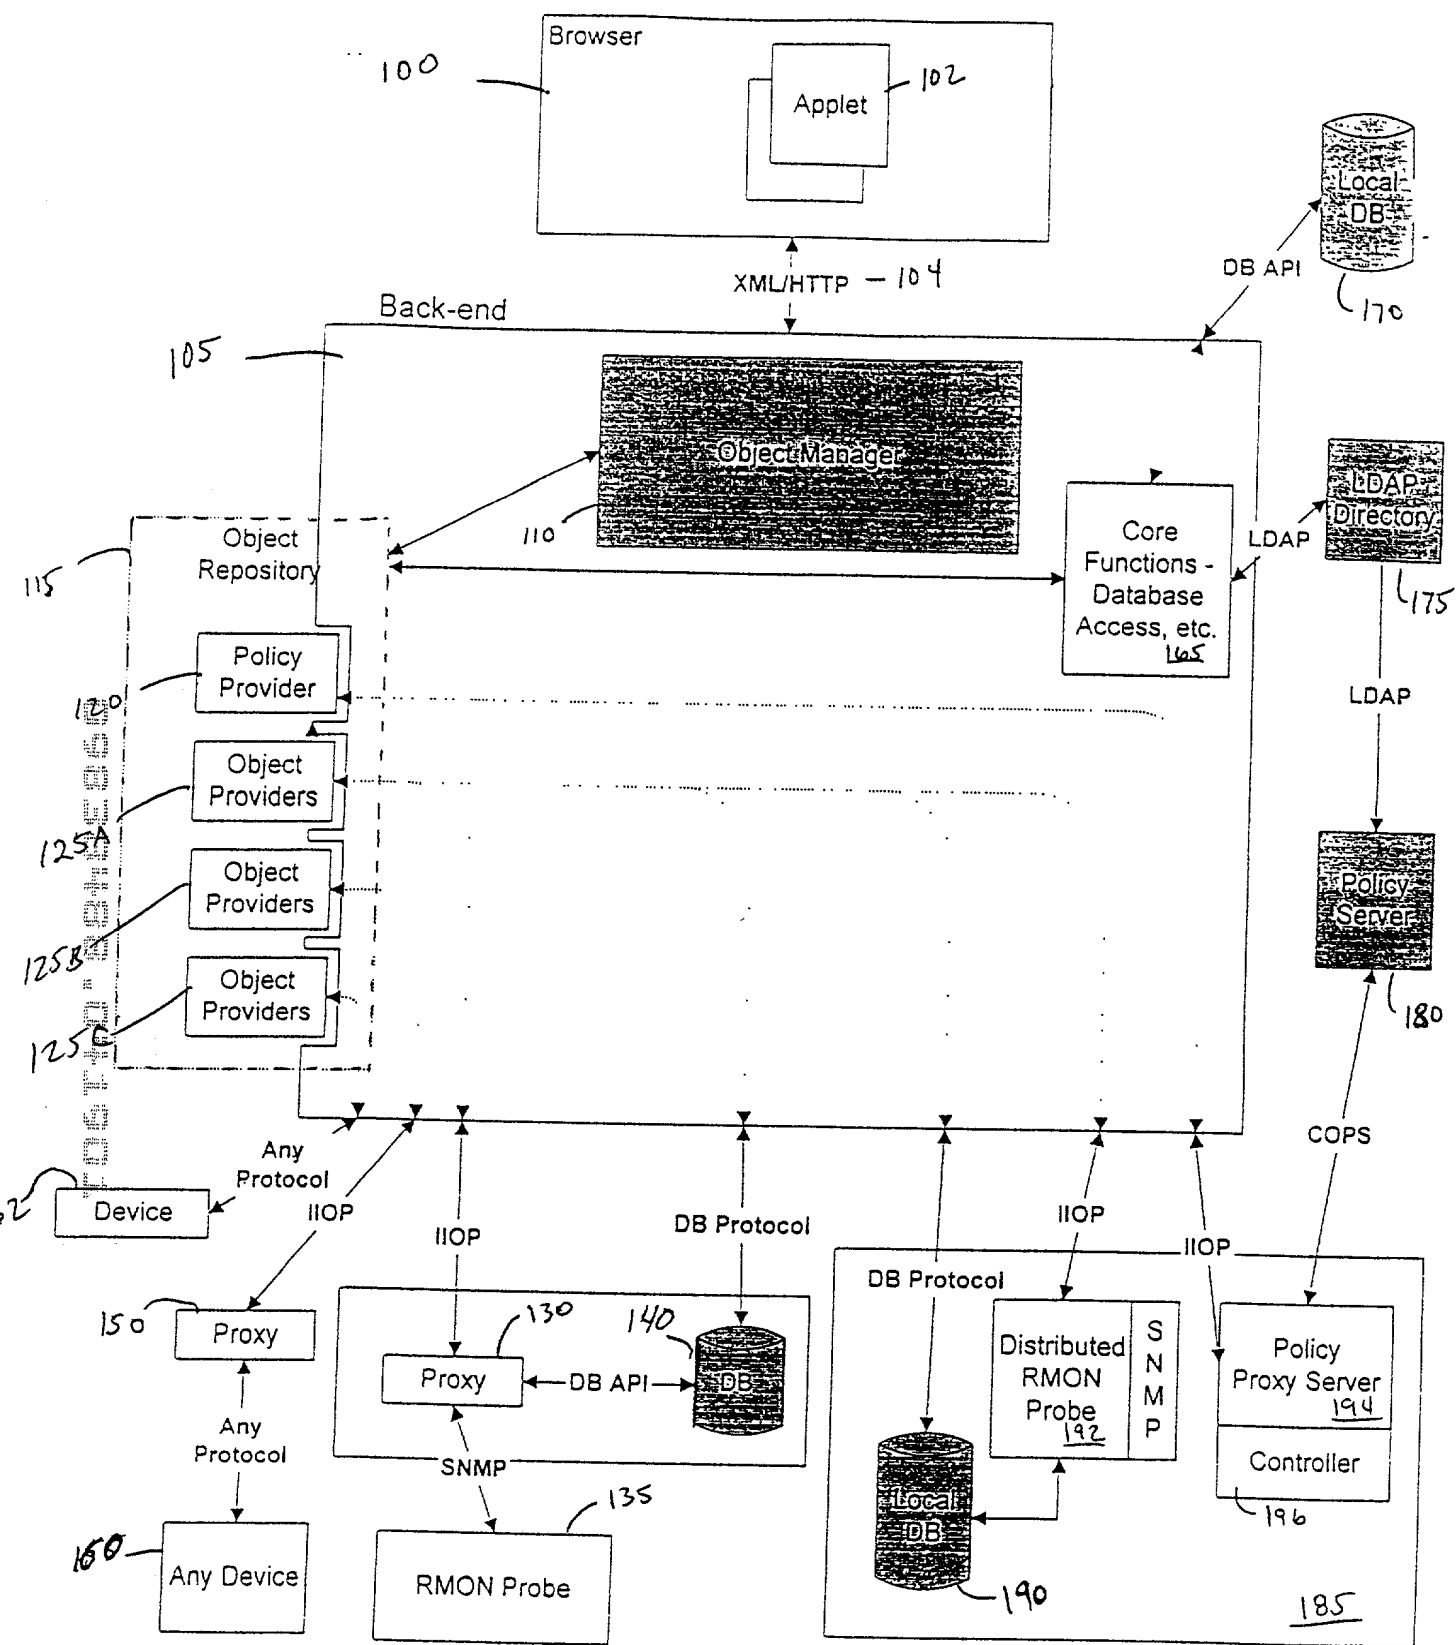 Browser
100
102
Applet
Local
DB
XML/HTTP - 104
DB API
170
Back-end
105
Object Manager
110
LDAP
Directory
175
LDAP
Core
Functions -
Database
Access, etc.
165
Object
Repository
115
Policy
Provider
120
LDAP
Object
Providers
125A
Object
Providers
125B
Policy
Server
180
Object
Providers
125C
COPS
Any
Protocol
Device
IIOP
IIOP
DB Protocol
IIOP
IIOP
DB Protocol
150
Proxy
130
Proxy
DB API
140
DB
Distributed
RMON
Probe
192
SNMP
Policy
Proxy Server
194
Controller
196
Any
Protocol
SNMP
135
RMON Probe
160
Any Device
Local
DB
190
185